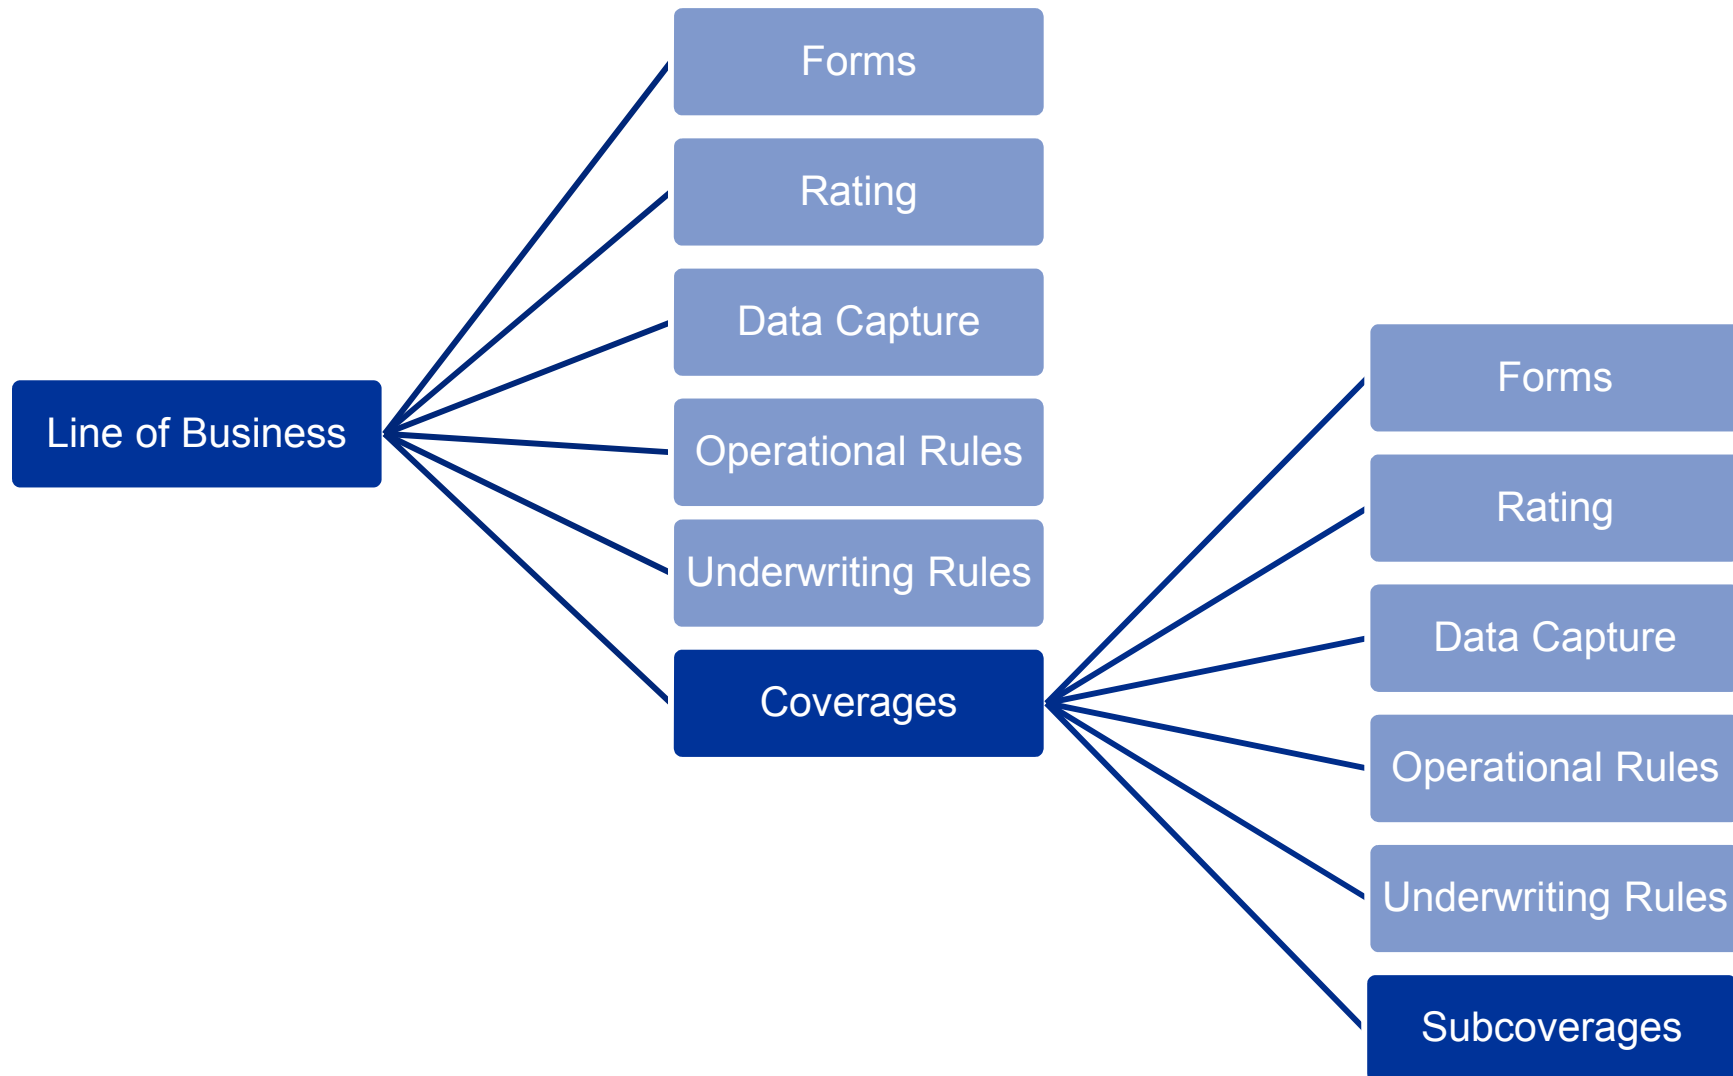 Line of Business
Forms
Rating
Data Capture
Operational Rules
Underwriting Rules
Coverages
Forms
Rating
Data Capture
Operational Rules
Underwriting Rules
Subcoverages